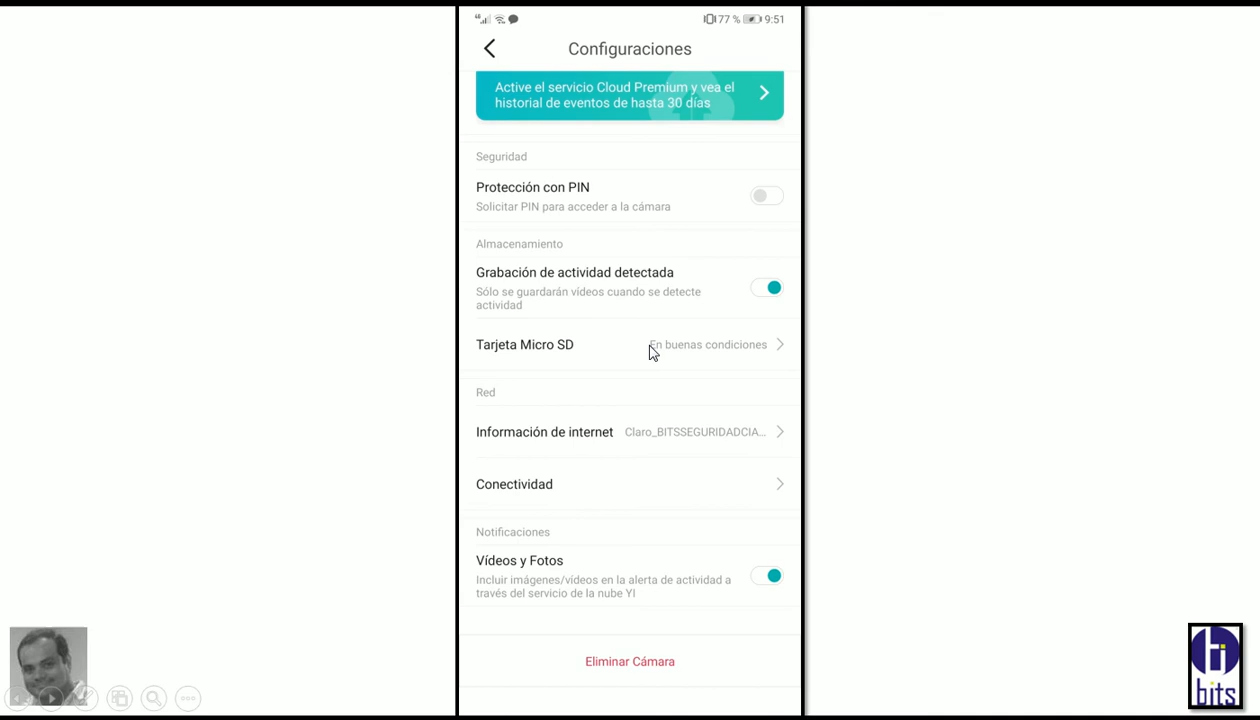 77 % 9:51
Configuraciones
Active el servicio Cloud Premium y vea el
historial de eventos de hasta 30 días
Seguridad
Protección con PIN
Solicitar PIN para acceder a la cámara
Almacenamiento
Grabación de actividad detectada
Sólo se guardarán vídeos cuando se detecte
actividad
Tarjeta Micro SD En buenas condiciones
Red
Información de internet Claro_BITSSEGURIDADCIA...
Conectividad
Notificaciones
Vídeos y Fotos
Incluir imágenes/vídeos en la alerta de actividad a
través del servicio de la nube YI
Eliminar Cámara
bits